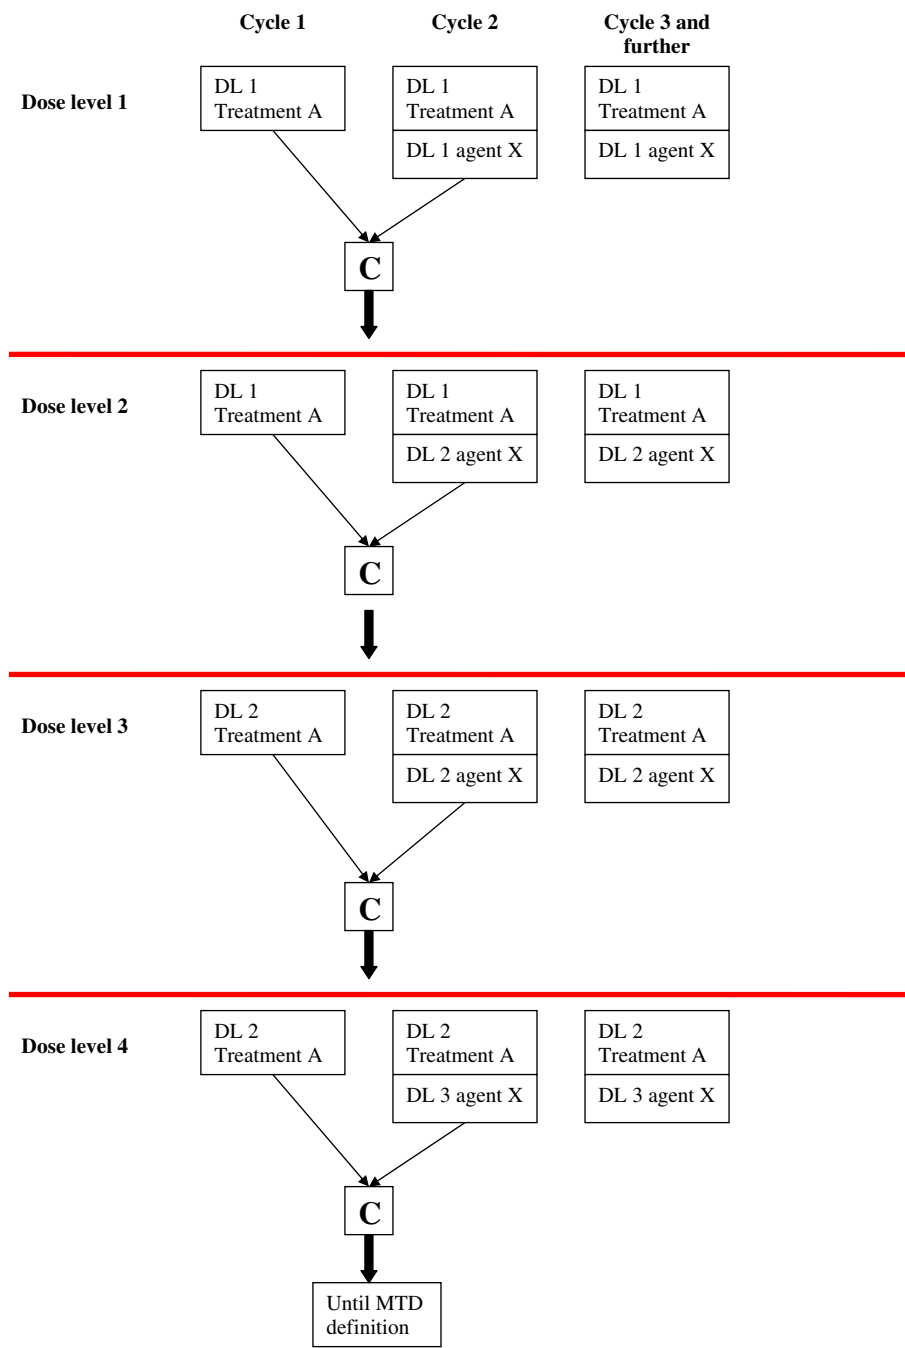 Cycle 1
Cycle 2
Cycle 3 and
further
Dose level 1
DL 1
Treatment A
DL 1
Treatment A
DL 1 agent X
DL 1
Treatment A
DL 1 agent X
C
Dose level 2
DL 1
Treatment A
DL 1
Treatment A
DL 2 agent X
DL 1
Treatment A
DL 2 agent X
C
Dose level 3
DL 2
Treatment A
DL 2
Treatment A
DL 2 agent X
DL 2
Treatment A
DL 2 agent X
C
Dose level 4
DL 2
Treatment A
DL 2
Treatment A
DL 3 agent X
DL 2
Treatment A
DL 3 agent X
C
Until MTD
definition